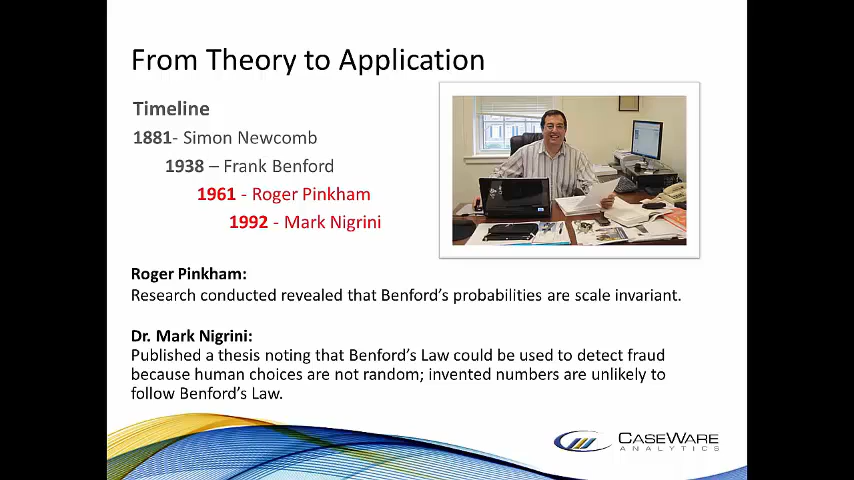 From Theory to Application
Timeline
1881- Simon Newcomb
1938 – Frank Benford
1961 - Roger Pinkham
1992 - Mark Nigrini
Roger Pinkham:
Research conducted revealed that Benford’s probabilities are scale invariant.
Dr. Mark Nigrini:
Published a thesis noting that Benford’s Law could be used to detect fraud
because human choices are not random; invented numbers are unlikely to
follow Benford’s Law.
CASEWARE
ANALYTICS